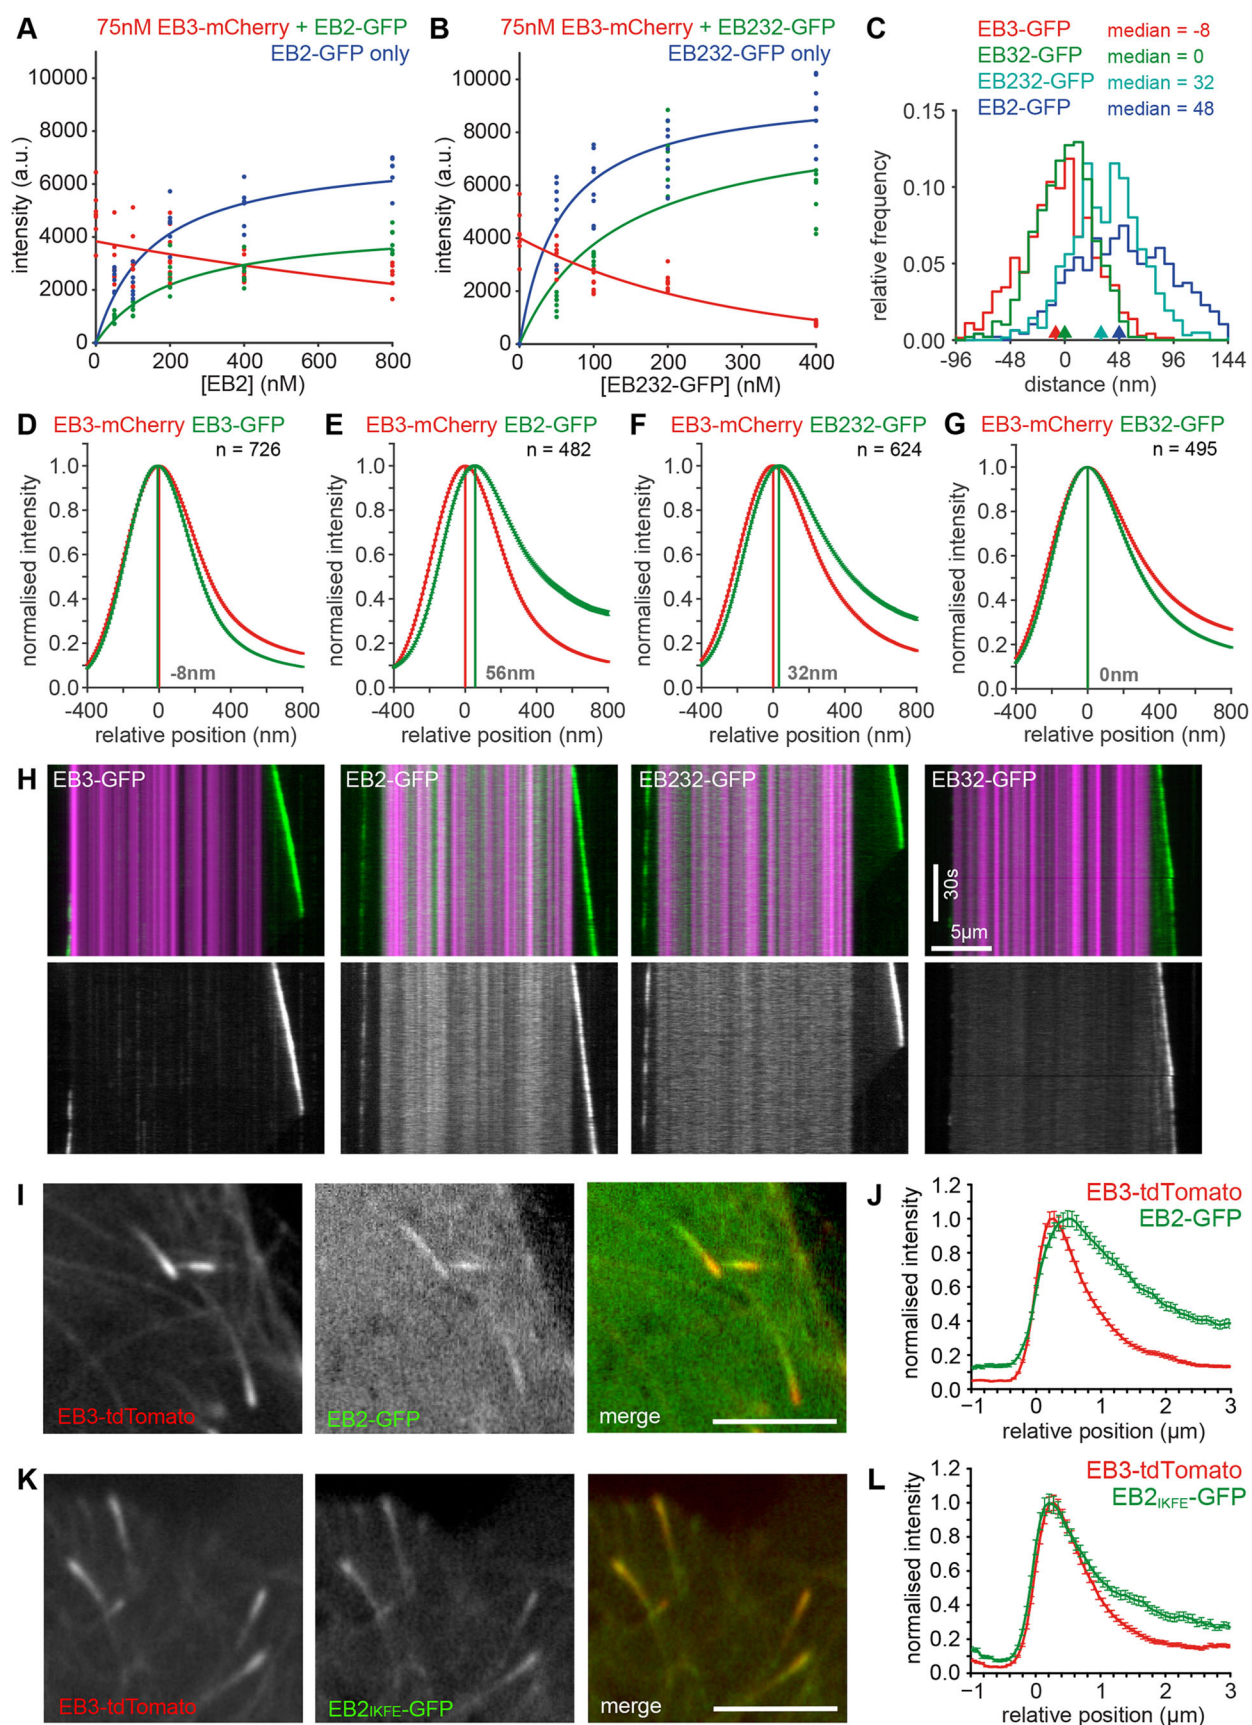 A
75nM EB3-mCherry + EB2-GFP
EB2-GFP only
intensity (a.u.)
10000
8000
6000
4000
2000
0
0 200 400 600 800
[EB2] (nM)
B
75nM EB3-mCherry + EB232-GFP
EB232-GFP only
intensity (a.u.)
10000
8000
6000
4000
2000
0
0 100 200 300 400
[EB232-GFP] (nM)
C
EB3-GFP median = -8
EB32-GFP median = 0
EB232-GFP median = 32
EB2-GFP median = 48
relative frequency
0.15
0.10
0.05
0.00
-96 -48 0 48 96 144
distance (nm)
D
EB3-mCherry EB3-GFP
n = 726
normalised intensity
1.0
0.8
0.6
0.4
0.2
0.0
-8nm
-400 0 400 800
relative position (nm)
E
EB3-mCherry EB2-GFP
n = 482
normalised intensity
1.0
0.8
0.6
0.4
0.2
0.0
56nm
-400 0 400 800
relative position (nm)
F
EB3-mCherry EB232-GFP
n = 624
normalised intensity
1.0
0.8
0.6
0.4
0.2
0.0
32nm
-400 0 400 800
relative position (nm)
G
EB3-mCherry EB32-GFP
n = 495
normalised intensity
1.0
0.8
0.6
0.4
0.2
0.0
0nm
-400 0 400 800
relative position (nm)
H
EB3-GFP
EB2-GFP
EB232-GFP
EB32-GFP
30s
5µm
I
EB3-tdTomato
EB2-GFP
merge
J
EB3-tdTomato
EB2-GFP
normalised intensity
1.2
1.0
0.8
0.6
0.4
0.2
0.0
−1 0 1 2 3
relative position (µm)
K
EB3-tdTomato
EB2IKFE-GFP
merge
L
EB3-tdTomato
EB2IKFE-GFP
normalised intensity
1.2
1.0
0.8
0.6
0.4
0.2
0.0
−1 0 1 2 3
relative position (µm)